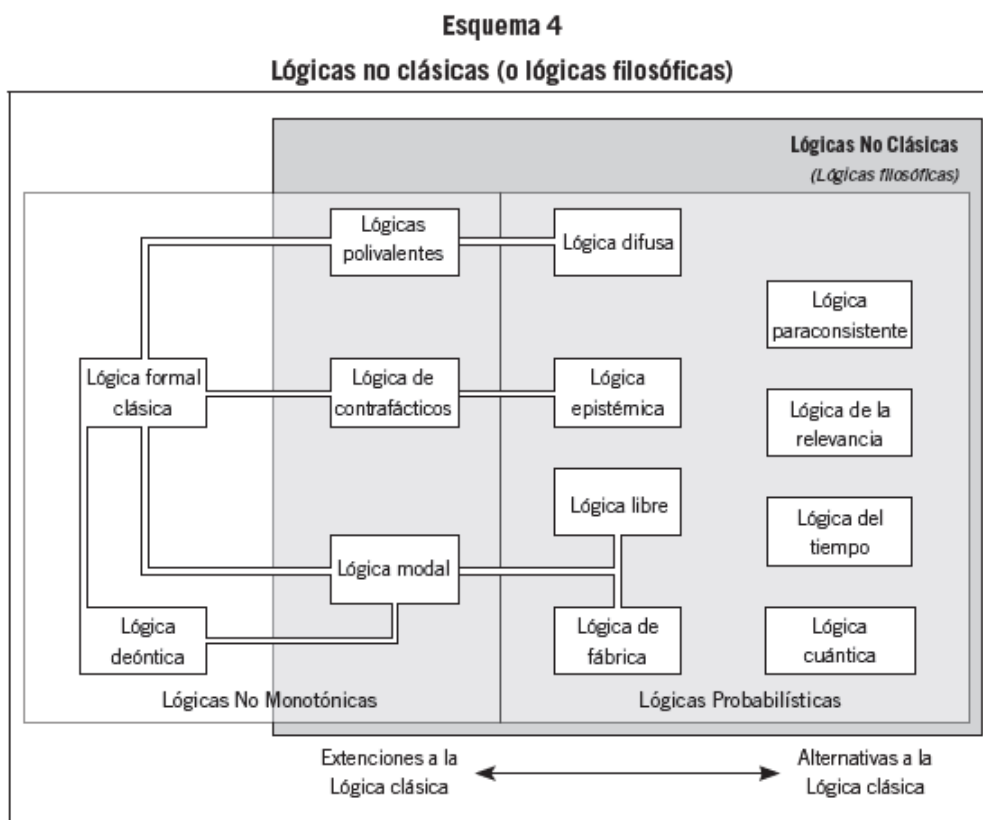 Esquema 4
Lógicas no clásicas (o lógicas filosóficas)
Lógicas No Clásicas
(Lógicas filosóficas)
Lógicas
polivalentes
Lógica difusa
Lógica
paraconsistente
Lógica formal
clásica
Lógica de
contrafácticos
Lógica
epistémica
Lógica de la
relevancia
Lógica libre
Lógica del
tiempo
Lógica modal
Lógica
deóntica
Lógica de
fábrica
Lógica
cuántica
Lógicas No Monotónicas
Lógicas Probabilísticas
Extenciones a la
Lógica clásica
Alternativas a la
Lógica clásica